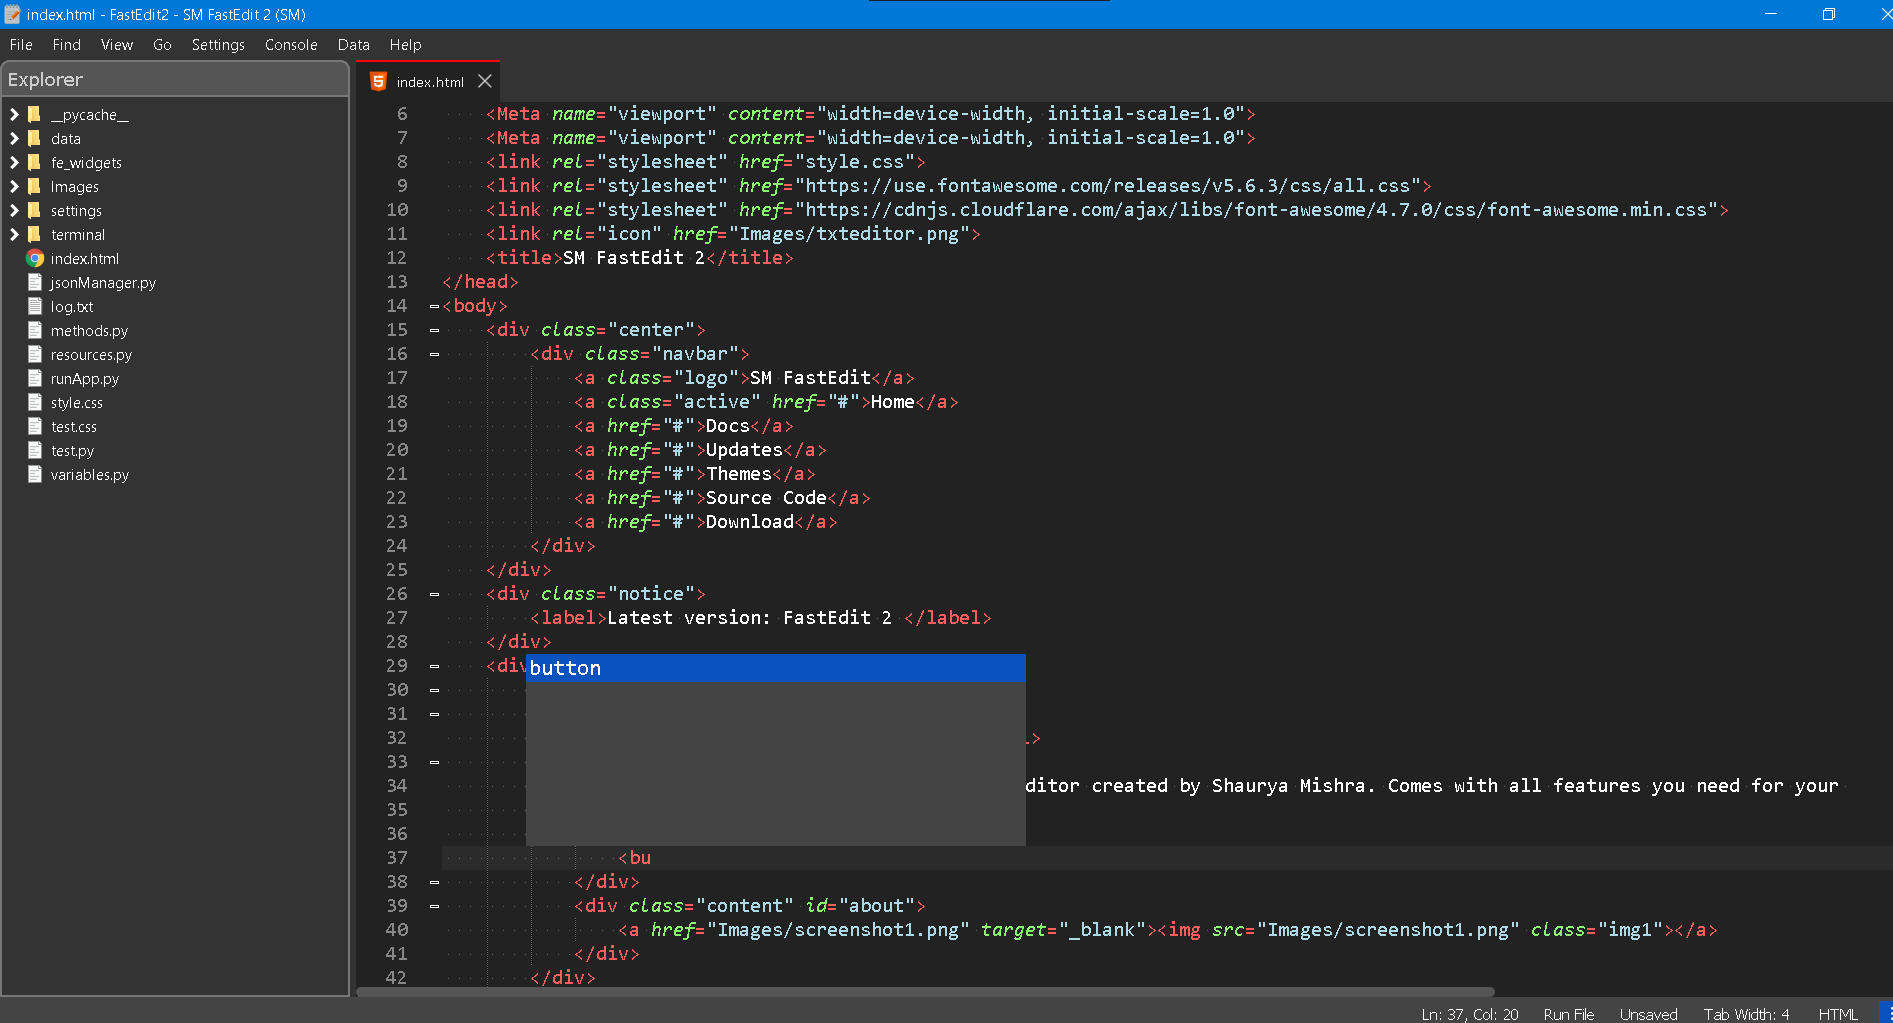 index.html - FastEdit2 - SM FastEdit 2 (SM)
File Find View Go Settings Console Data Help
Explorer
__pycache__
data
fe_widgets
Images
settings
terminal
index.html
jsonManager.py
log.txt
methods.py
resources.py
runApp.py
style.css
test.css
test.py
variables.py
index.html
6 <Meta name="viewport" content="width=device-width, initial-scale=1.0">
7 <Meta name="viewport" content="width=device-width, initial-scale=1.0">
8 <link rel="stylesheet" href="style.css">
9 <link rel="stylesheet" href="https://use.fontawesome.com/releases/v5.6.3/css/all.css">
10 <link rel="stylesheet" href="https://cdnjs.cloudflare.com/ajax/libs/font-awesome/4.7.0/css/font-awesome.min.css">
11 <link rel="icon" href="Images/txteditor.png">
12 <title>SM FastEdit 2</title>
13 </head>
14 <body>
15 <div class="center">
16 <div class="navbar">
17 <a class="logo">SM FastEdit</a>
18 <a class="active" href="#">Home</a>
19 <a href="#">Docs</a>
20 <a href="#">Updates</a>
21 <a href="#">Themes</a>
22 <a href="#">Source Code</a>
23 <a href="#">Download</a>
24 </div>
25 </div>
26 <div class="notice">
27 <label>Latest version: FastEdit 2 </label>
28 </div>
29 <div
button
30
31
32 >
33
34 ditor created by Shaurya Mishra. Comes with all features you need for your
35
36
37 <bu
38 </div>
39 <div class="content" id="about">
40 <a href="Images/screenshot1.png" target="_blank"><img src="Images/screenshot1.png" class="img1"></a>
41 </div>
42 </div>
Ln: 37, Col: 20 Run File Unsaved Tab Width: 4 HTML